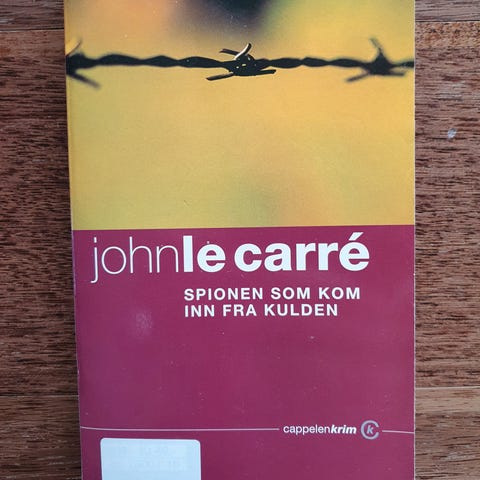 johnle carré
SPIONEN SOM KOM
INN FRA KULDEN
cappelenkrim k